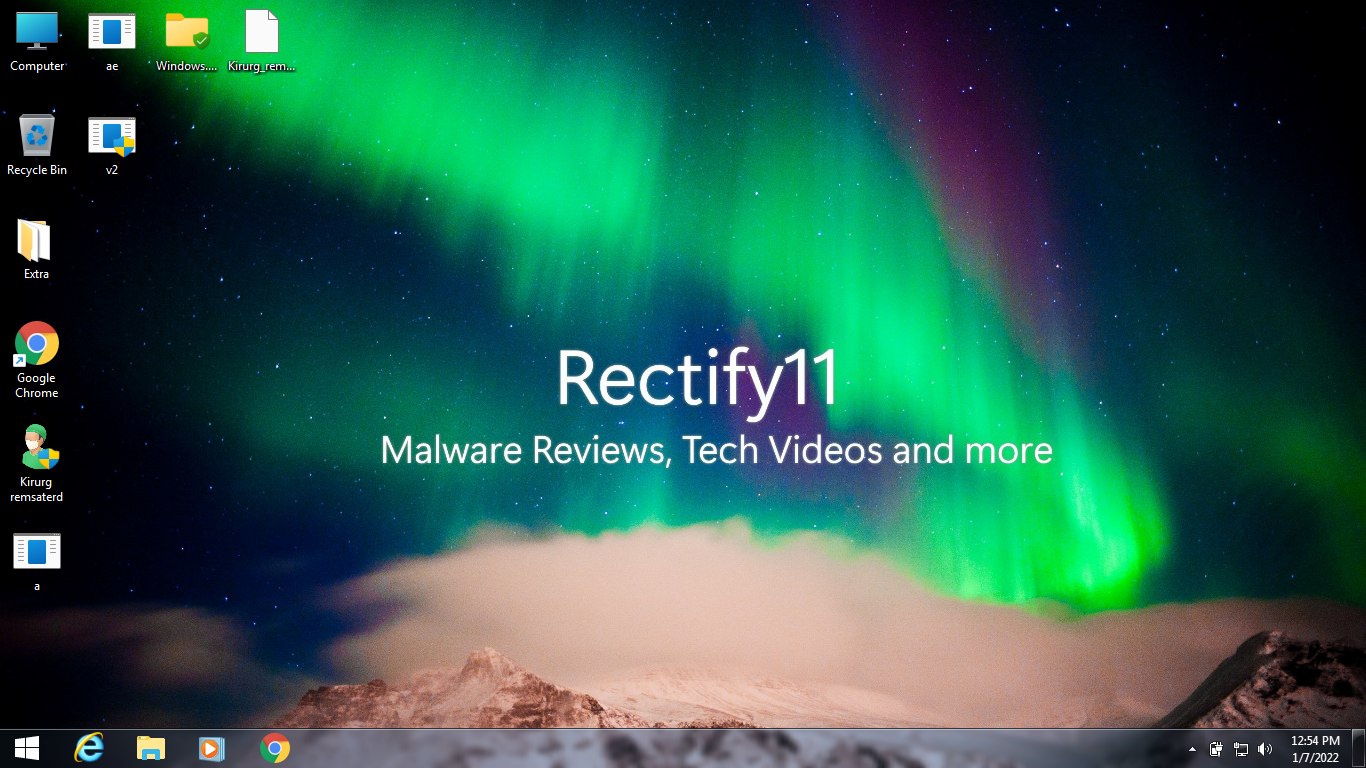 Computer
ae
Windows....
Kirurg_rem...
Recycle Bin
v2
Extra
Google
Chrome
Kirurg
remsaterd
a
Rectify11
Malware Reviews, Tech Videos and more
12:54 PM
1/7/2022